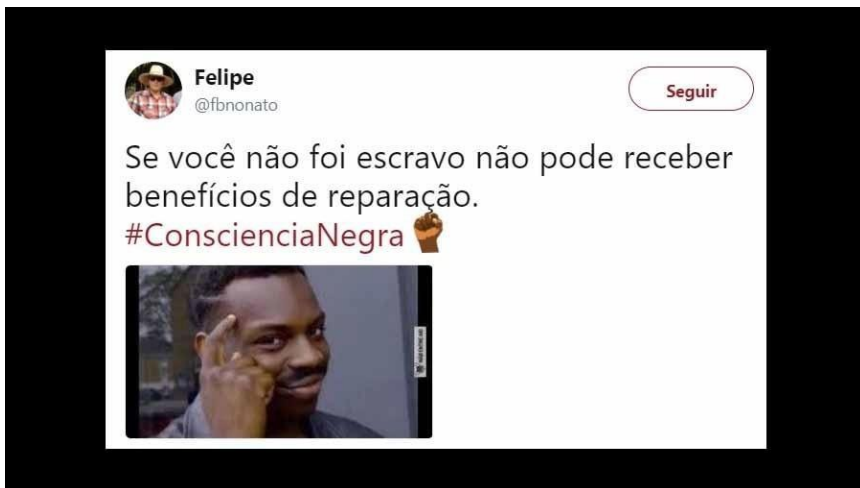 Felipe
@fbnonato
Seguir
Se você não foi escravo não pode receber
benefícios de reparação.
#ConscienciaNegra